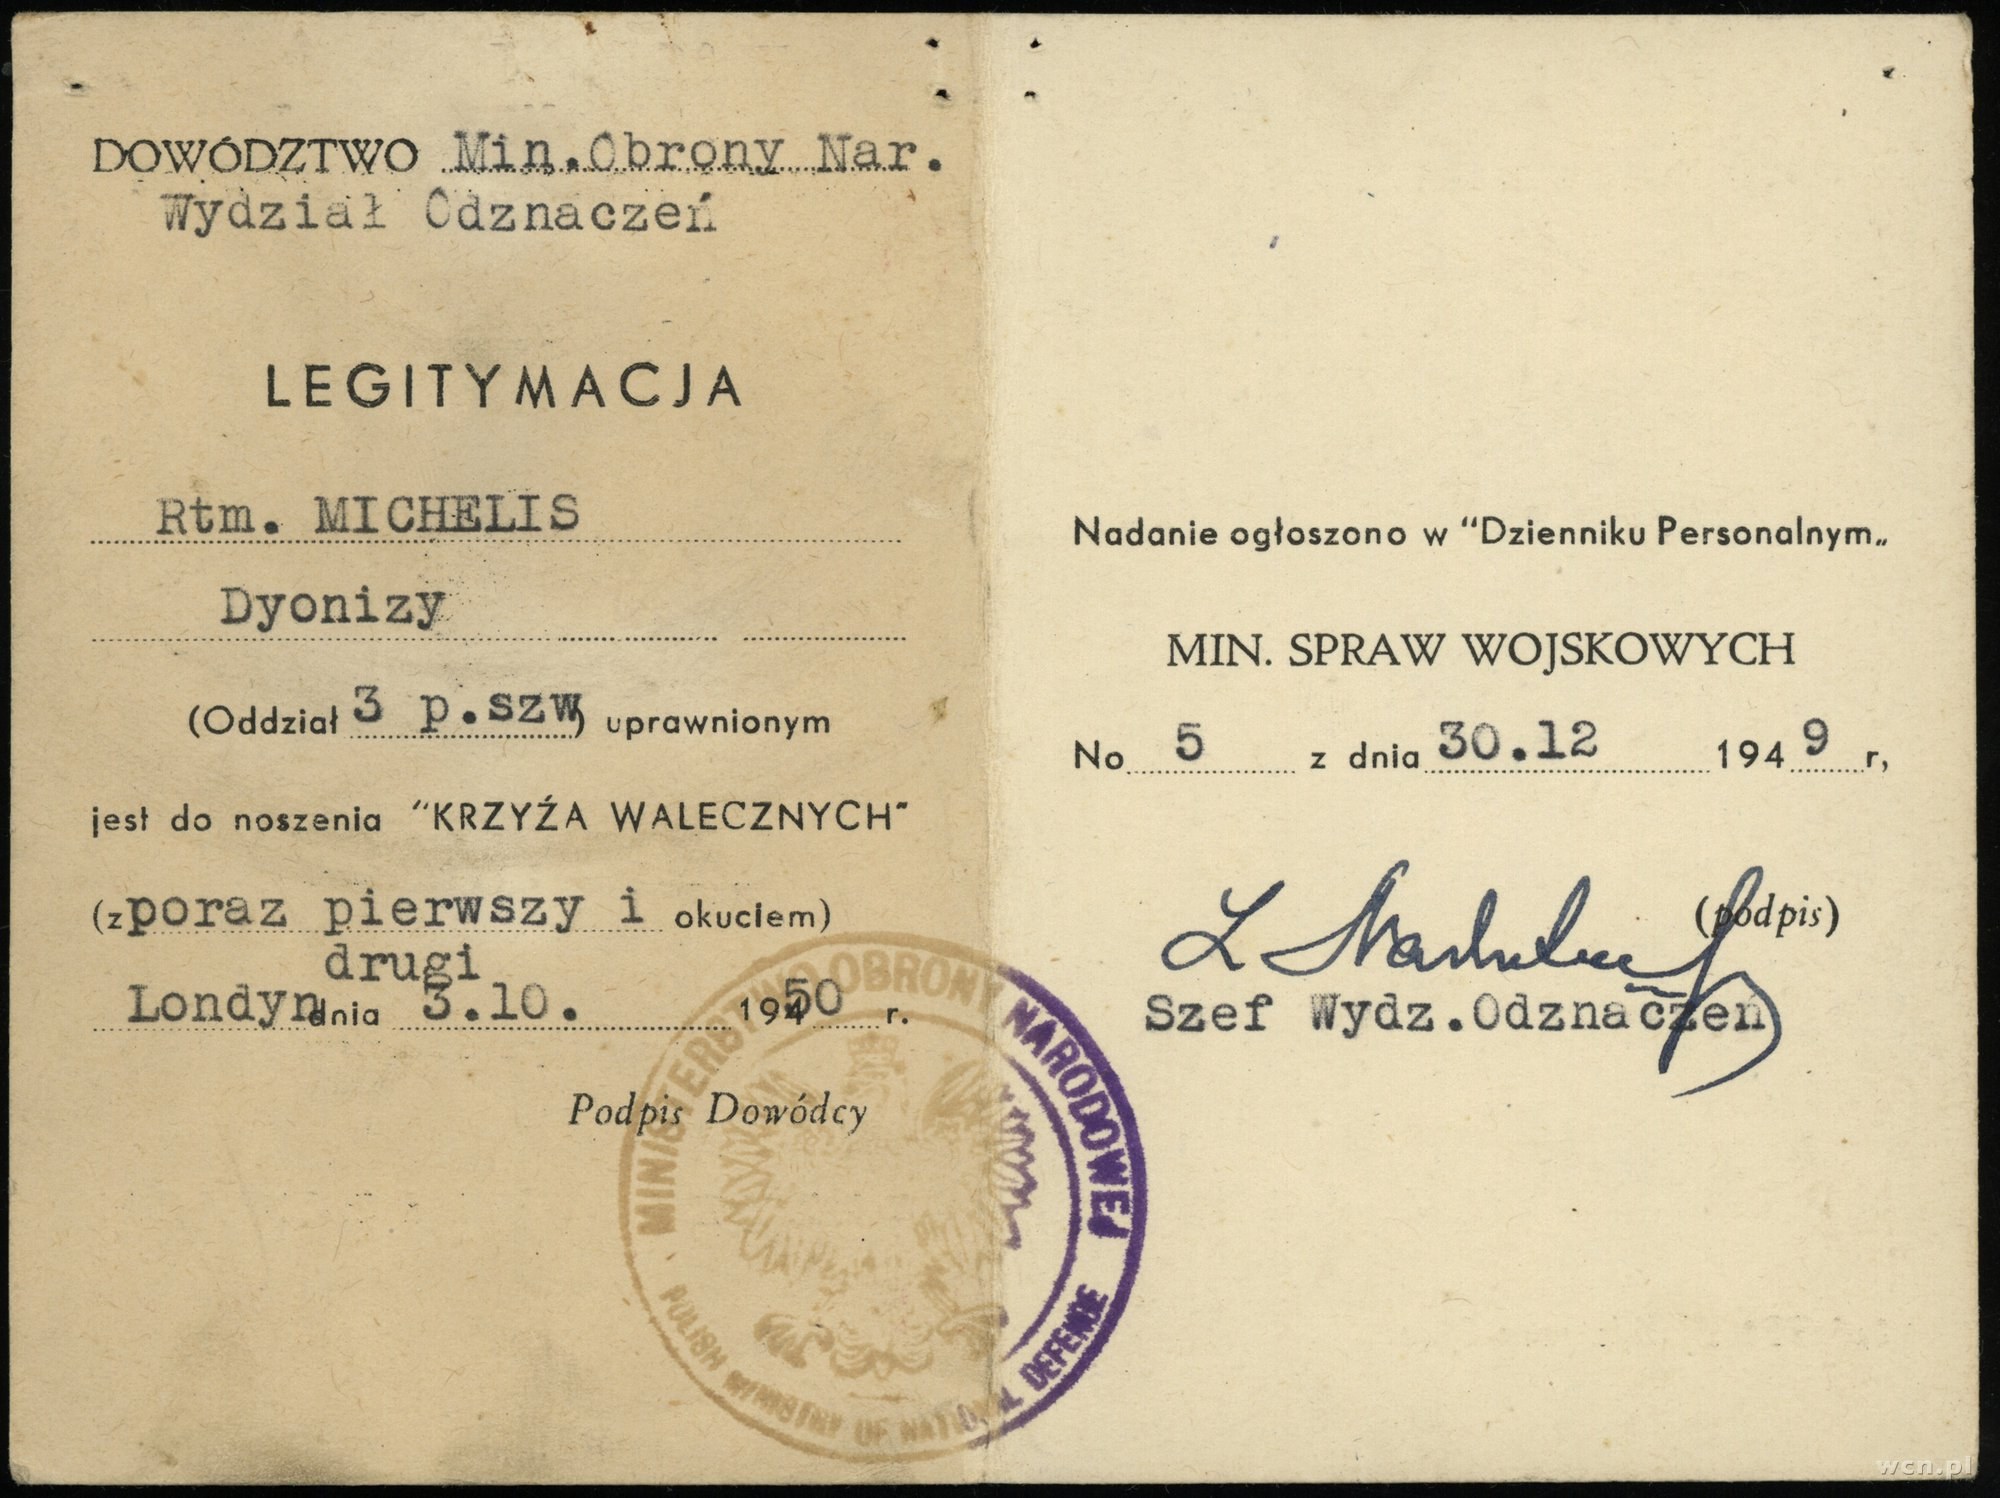 DOWÓDZTWO Min.Obrony Nar.
Wydział Odznaczeń
LEGITYMACJA
Rtm. MICHELIS
Dyonizy
(Oddział 3 p.szw) uprawnionym
jest do noszenia "KRZYŻA WALECZNYCH"
(z poraz pierwszy i okuciem)
drugi
Londyn dnia 3.10. 19450 r.
Podpis Dowódcy
MINISTERSTWO OBRONY NARODOWEJ
POLISH MINISTRY OF NATIONAL DEFENCE
Nadanie ogłoszono w "Dzienniku Personalnym„
MIN. SPRAW WOJSKOWYCH
No 5 z dnia 30.12 1949 r,
(podpis)
Szef Wydz.Odznaczeń
wcn.pl